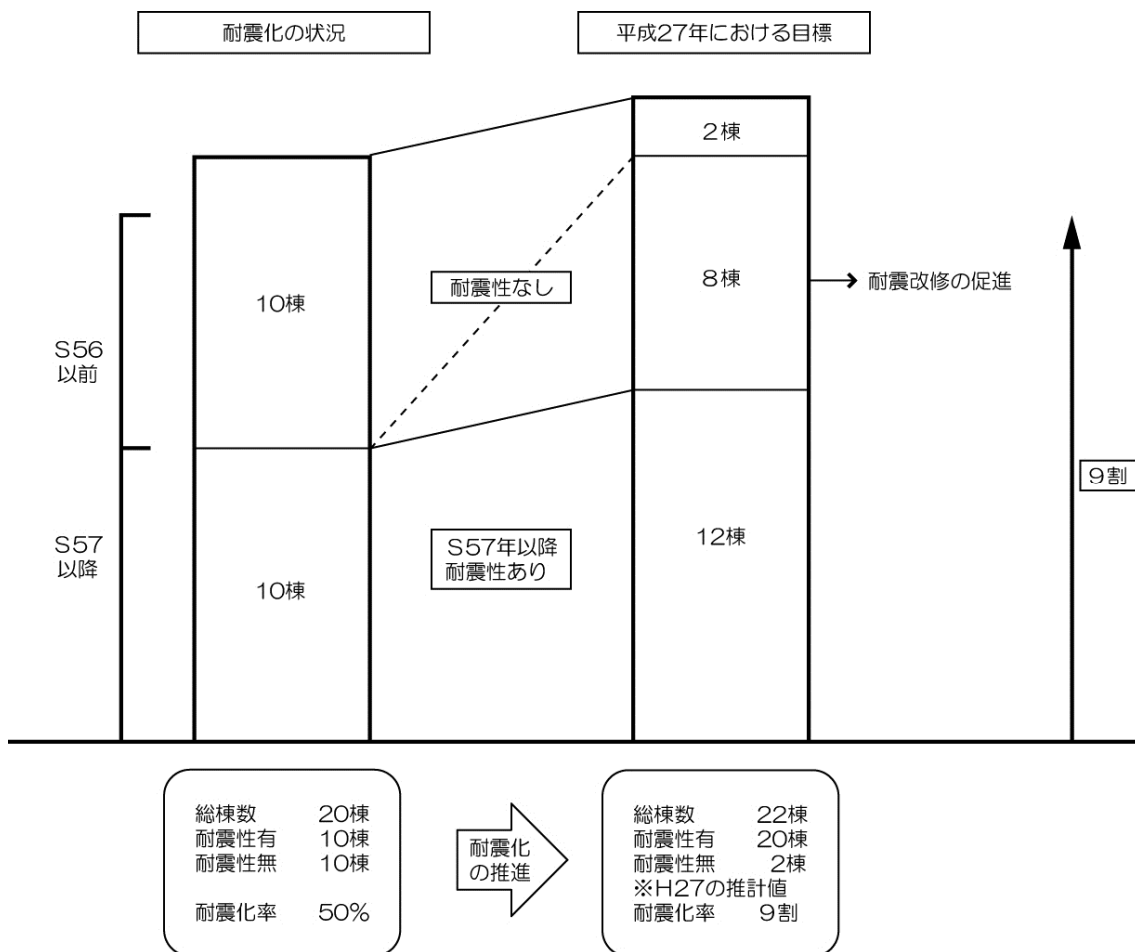 耐震化の状況
平成27年における目標
2棟
8棟
耐震改修の促進
10棟
耐震性なし
S56
以前
9割
12棟
S57
以降
S57年以降
耐震性あり
10棟
総棟数 20棟
耐震性有 10棟
耐震性無 10棟
耐震化率 50%
耐震化
の推進
総棟数 22棟
耐震性有 20棟
耐震性無 2棟
※H27の推計値
耐震化率 9割